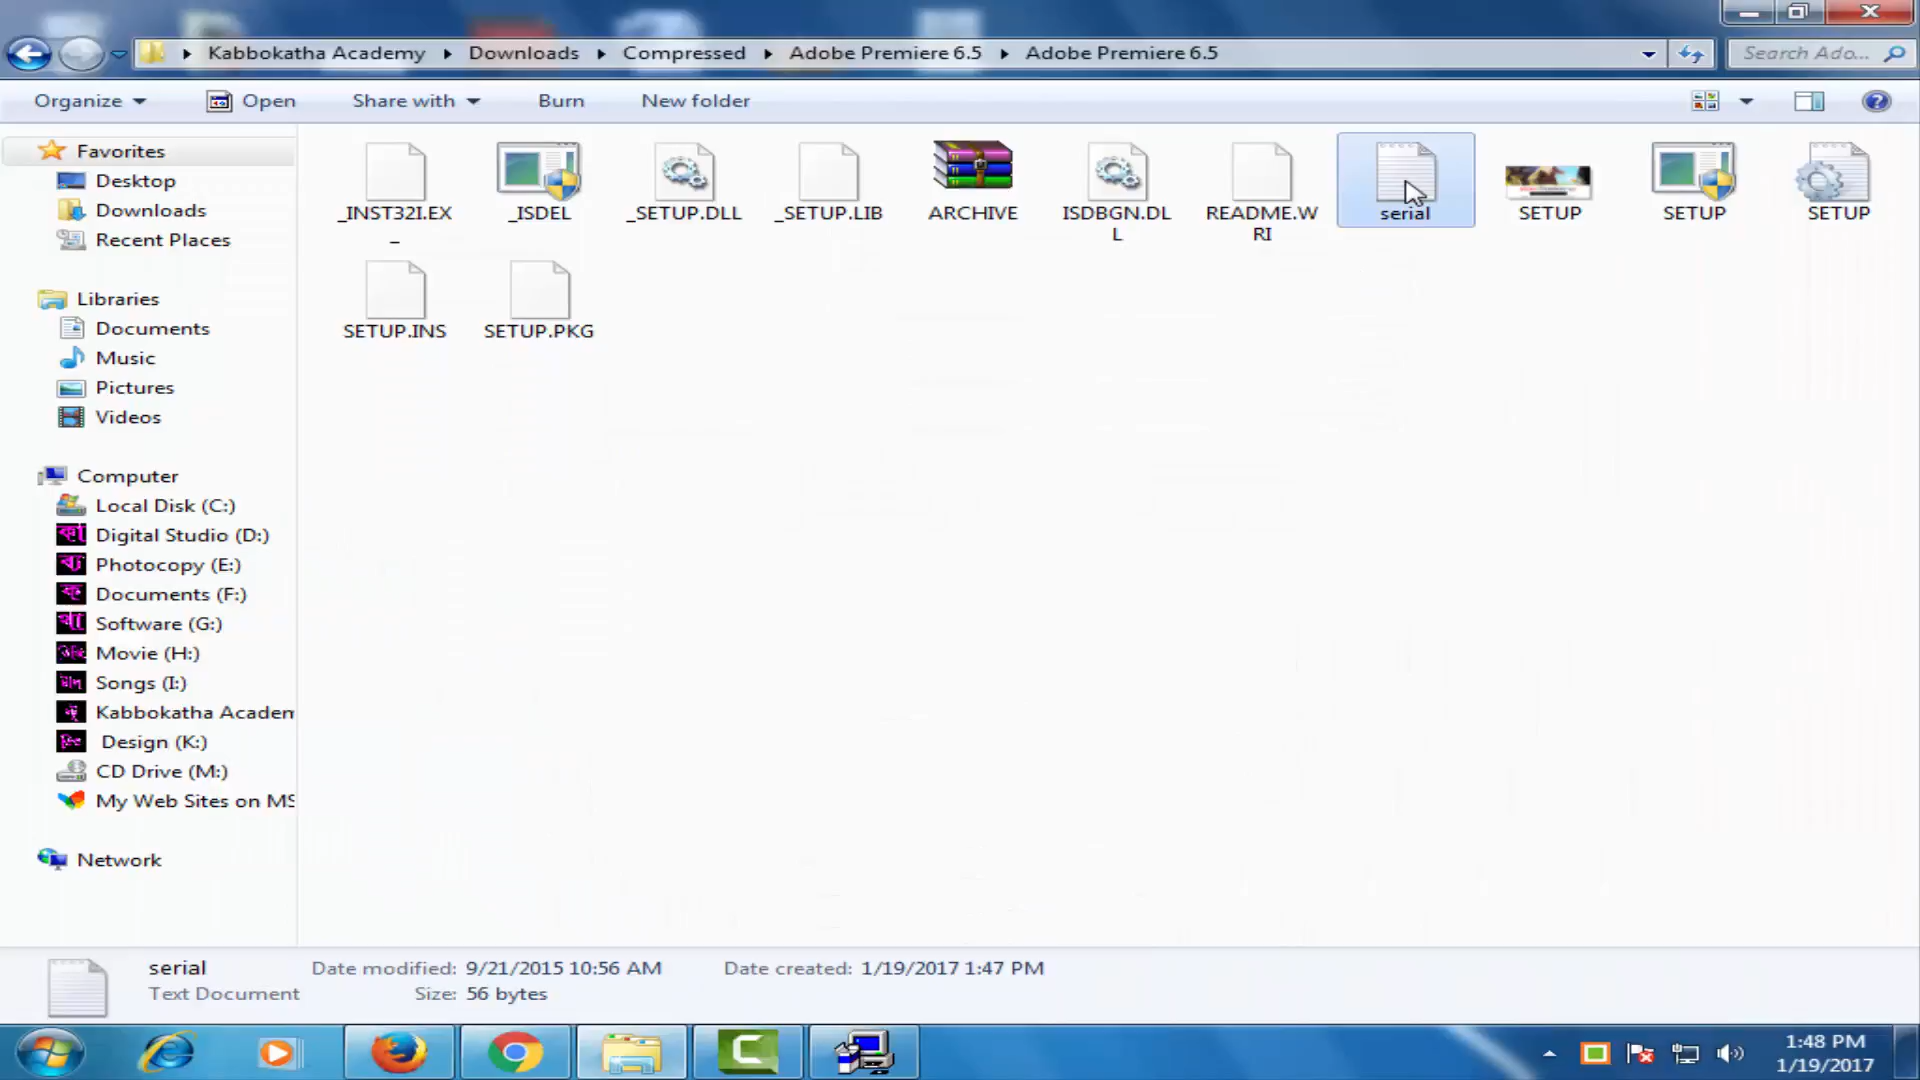 Kabbokatha Academy Downloads Compressed Adobe Premiere 6.5 Adobe Premiere 6.5 Search Ado...
Organize Open Share with Burn New folder
Favorites
Desktop
Downloads
Recent Places
Libraries
Documents
Music
Pictures
Videos
Computer
Local Disk (C:)
Digital Studio (D:)
Photocopy (E:)
Documents (F:)
Software (G:)
Movie (H:)
Songs (I:)
Kabbokatha Academ
Design (K:)
CD Drive (M:)
My Web Sites on MS
Network
_INST32I.EX
_
_ISDEL
_SETUP.DLL
_SETUP.LIB
ARCHIVE
ISDBGN.DL
L
README.W
RI
serial
SETUP
SETUP
SETUP
SETUP.INS
SETUP.PKG
serial Date modified: 9/21/2015 10:56 AM Date created: 1/19/2017 1:47 PM
Text Document Size: 56 bytes
1:48 PM
1/19/2017